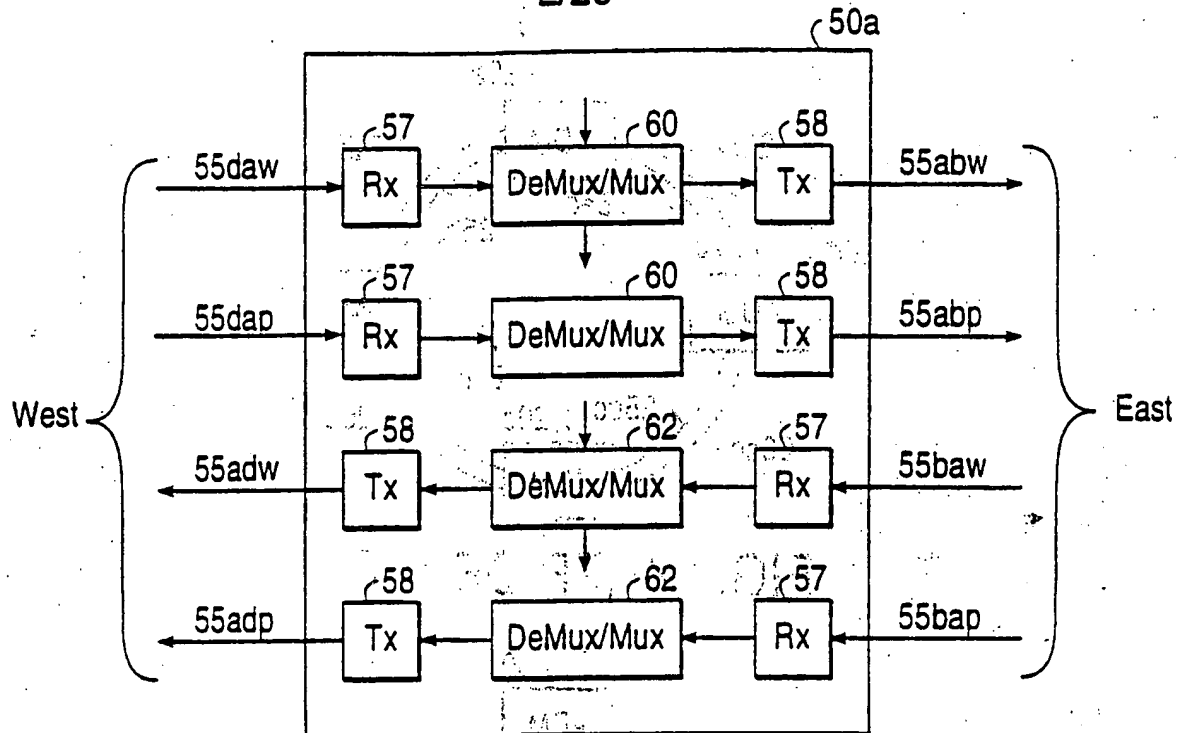 50a
57 60 58
55daw Rx DeMux/Mux Tx 55abw
57 60 58
55dap Rx DeMux/Mux Tx 55abp
West East
58 62 57
55adw Tx DeMux/Mux Rx 55baw
58 62 57
55adp Tx DeMux/Mux Rx 55bap